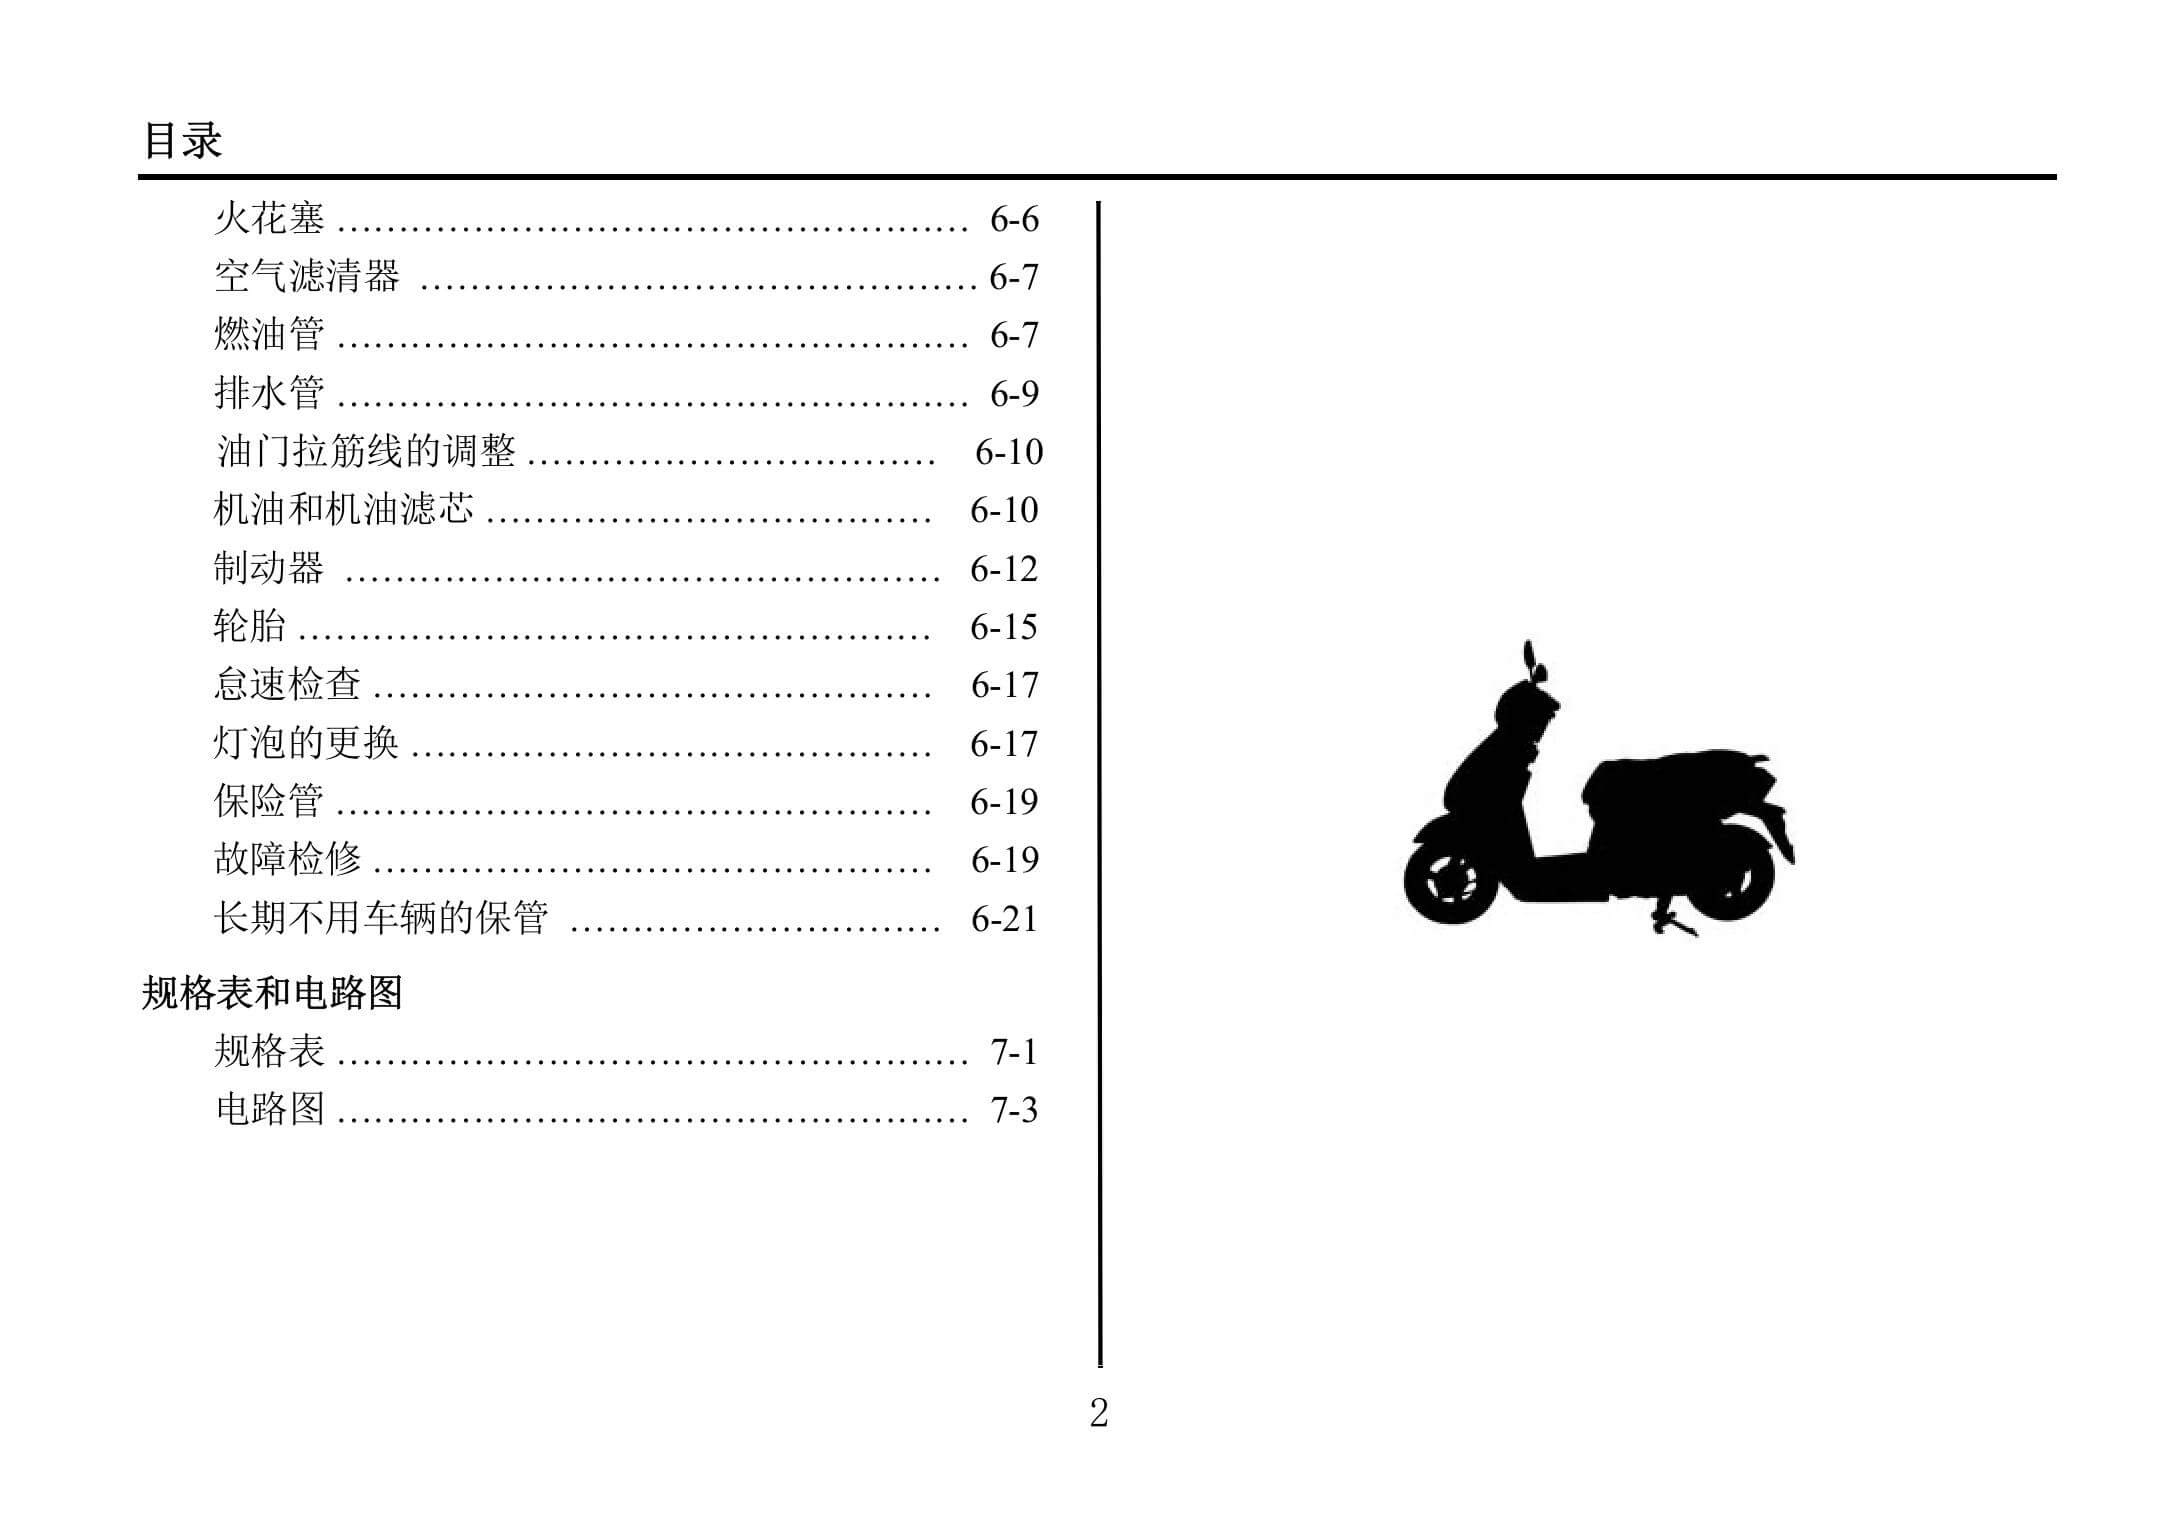 目录
火花塞 ………………………………………… 6-6
空气滤清器 …………………………………… 6-7
燃油管 ………………………………………… 6-7
排水管 ………………………………………… 6-9
油门拉筋线的调整 ………………………… 6-10
机油和机油滤芯 …………………………… 6-10
制动器 ……………………………………… 6-12
轮胎 ………………………………………… 6-15
怠速检查 …………………………………… 6-17
灯泡的更换 ………………………………… 6-17
保险管 ……………………………………… 6-19
故障检修 …………………………………… 6-19
长期不用车辆的保管 ……………………… 6-21
规格表和电路图
规格表 ………………………………………… 7-1
电路图 ………………………………………… 7-3
2